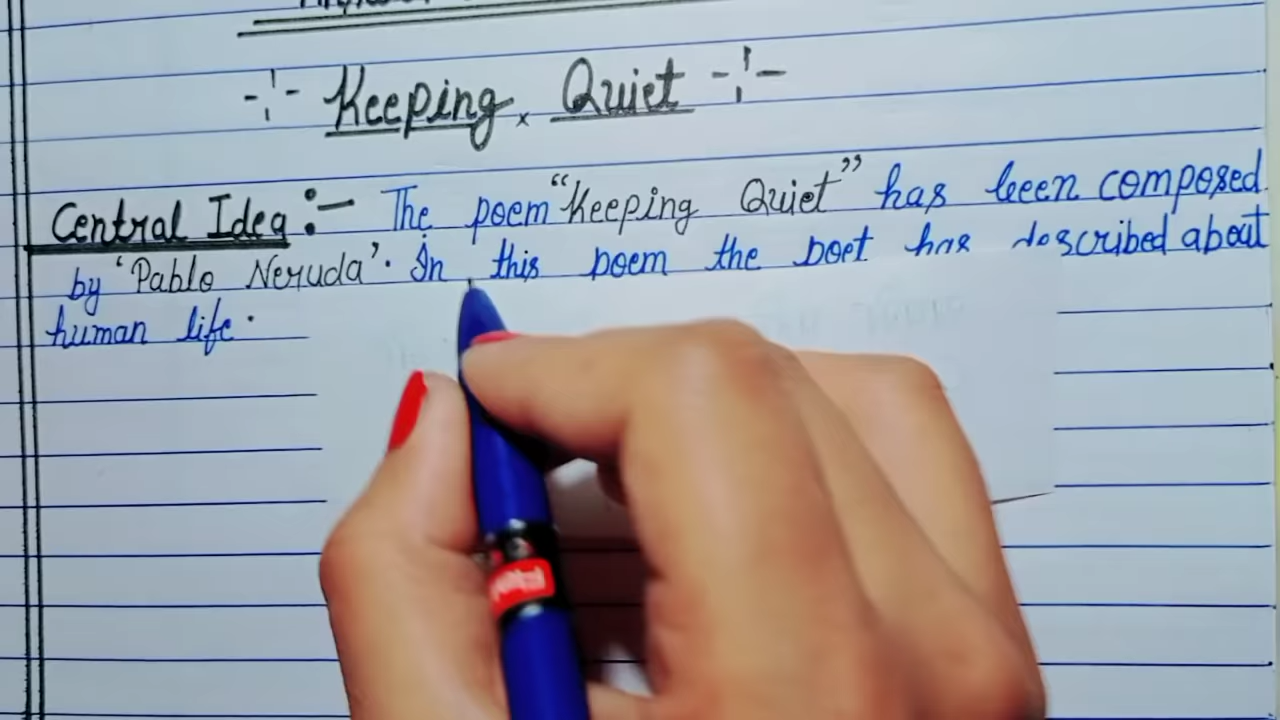 -:- Keeping Quiet -:-
Central Idea :- The poem "Keeping Quiet" has been composed
by 'Pablo Neruda'. In this poem the poet has described about
human life.